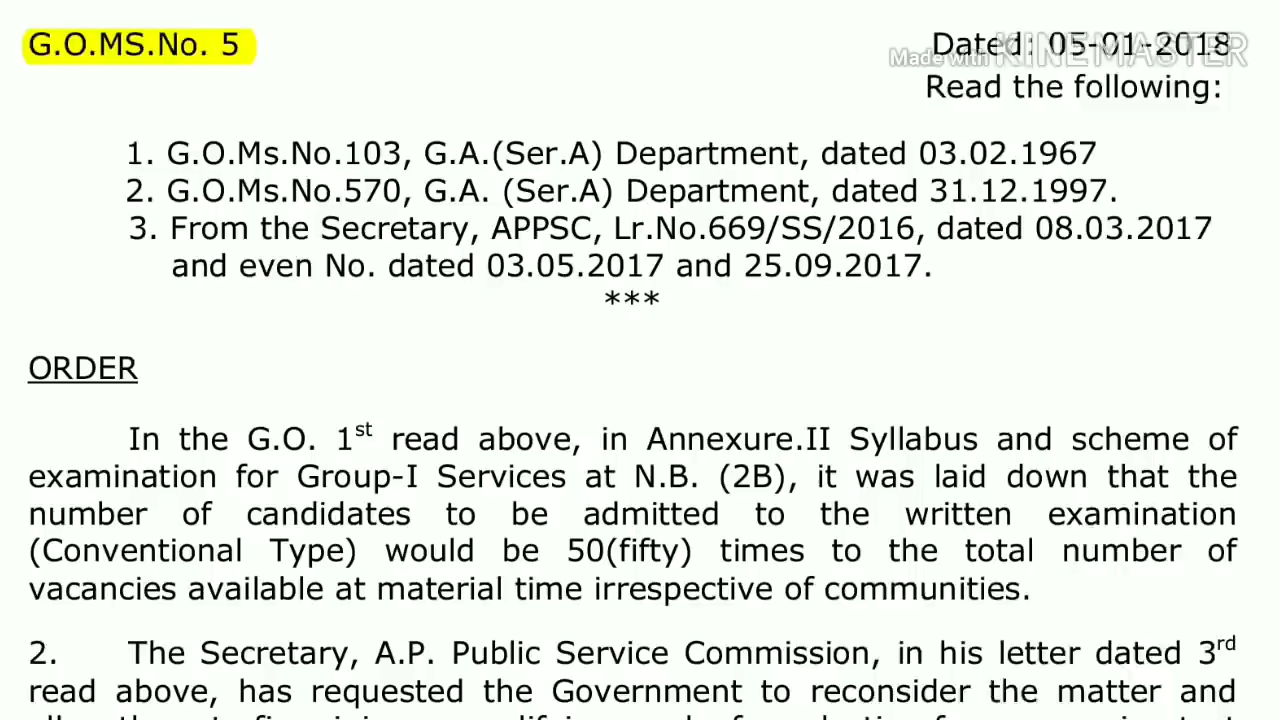 G.O.MS.No. 5
Dated: 05-01-2018
Made with KINEMASTER
Read the following:
1. G.O.Ms.No.103, G.A.(Ser.A) Department, dated 03.02.1967
2. G.O.Ms.No.570, G.A. (Ser.A) Department, dated 31.12.1997.
3. From the Secretary, APPSC, Lr.No.669/SS/2016, dated 08.03.2017
and even No. dated 03.05.2017 and 25.09.2017.
***
ORDER
In the G.O. 1st read above, in Annexure.II Syllabus and scheme of
examination for Group-I Services at N.B. (2B), it was laid down that the
number of candidates to be admitted to the written examination
(Conventional Type) would be 50(fifty) times to the total number of
vacancies available at material time irrespective of communities.
2. The Secretary, A.P. Public Service Commission, in his letter dated 3rd
read above, has requested the Government to reconsider the matter and